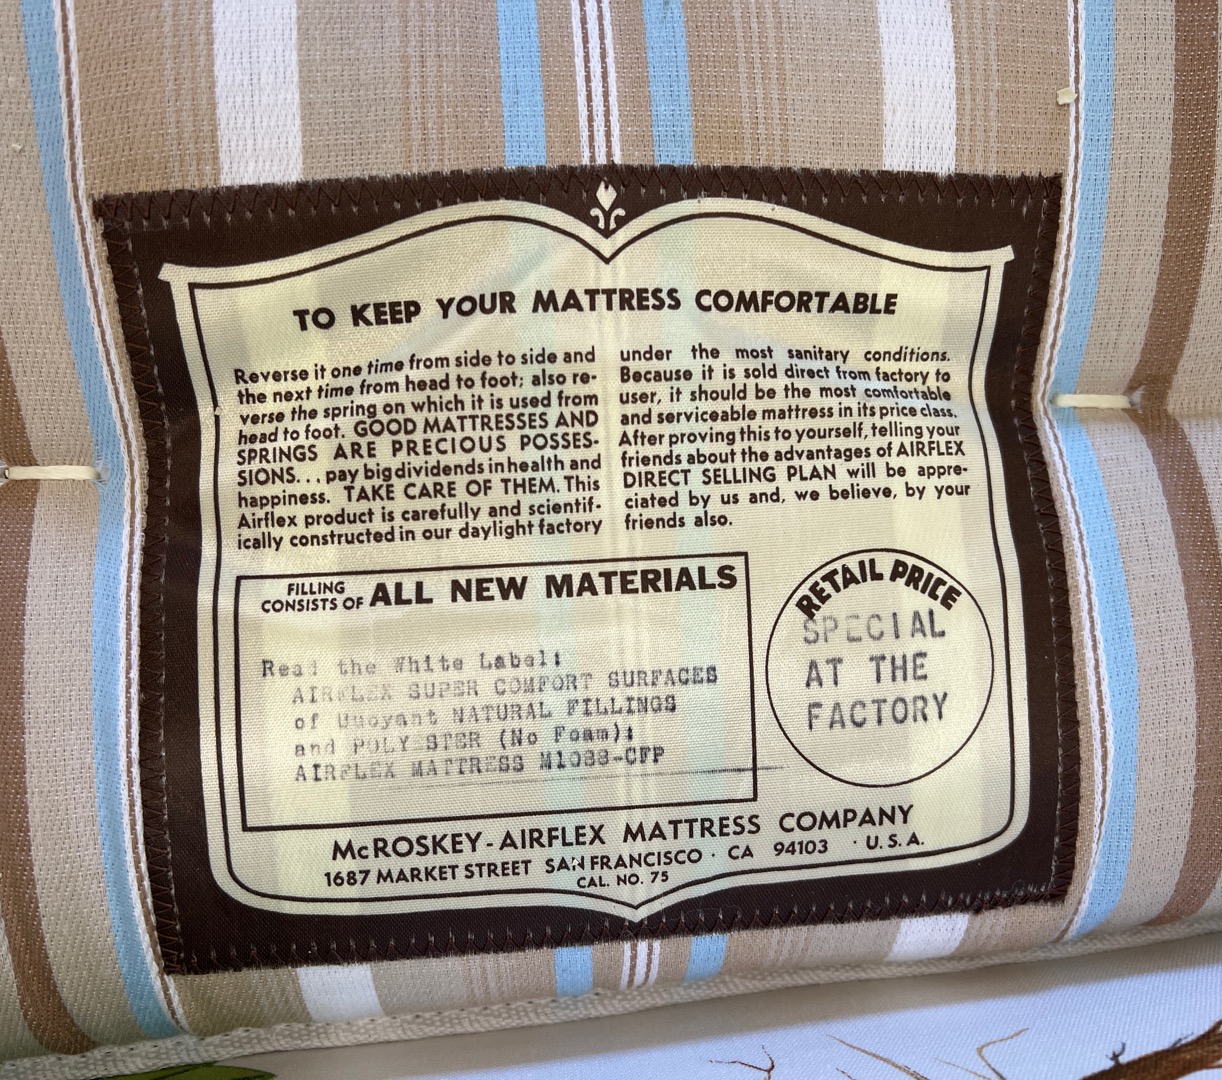 TO KEEP YOUR MATTRESS COMFORTABLE
Reverse it one time from side to side and
the next time from head to foot; also re-
verse the spring on which it is used from
head to foot. GOOD MATTRESSES AND
SPRINGS ARE PRECIOUS POSSES-
SIONS... pay big dividends in health and
happiness. TAKE CARE OF THEM. This
Airflex product is carefully and scientif-
ically constructed in our daylight factory
under the most sanitary conditions.
Because it is sold direct from factory to
user, it should be the most comfortable
and serviceable mattress in its price class.
After proving this to yourself, telling your
friends about the advantages of AIRFLEX
DIRECT SELLING PLAN will be appre-
ciated by us and, we believe, by your
friends also.
FILLING
CONSISTS OF ALL NEW MATERIALS
Read the White Label:
AIRFLEX SUPER COMFORT SURFACES
of Buoyant NATURAL FILLINGS
and POLYESTER (No Foam):
AIRFLEX MATTRESS M1088-CFP
RETAIL PRICE
SPECIAL
AT THE
FACTORY
McROSKEY-AIRFLEX MATTRESS COMPANY
1687 MARKET STREET SAN FRANCISCO · CA 94103 · U.S.A.
CAL. NO. 75